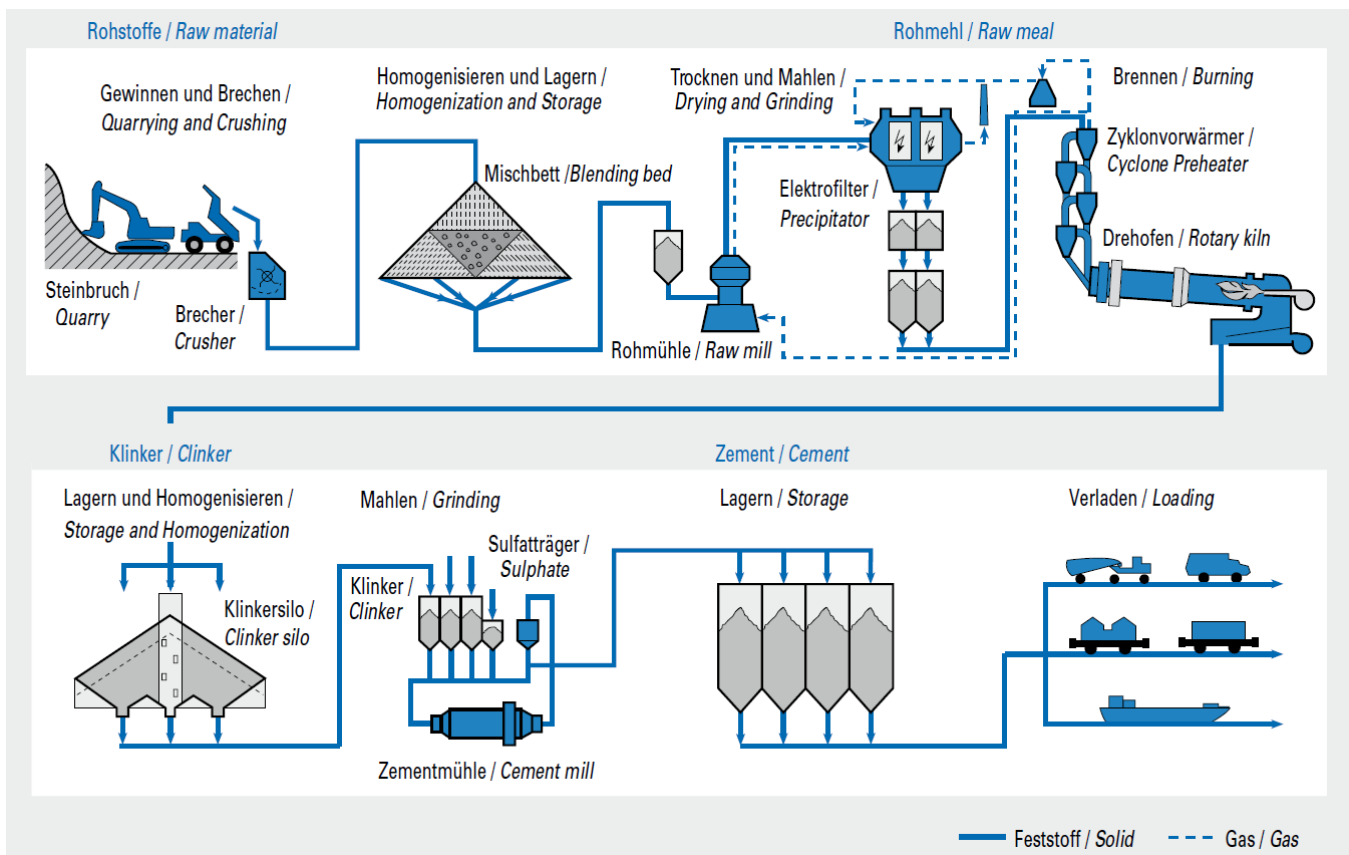 Rohstoffe / Raw material
Rohmehl / Raw meal
Gewinnen und Brechen /
Quarrying and Crushing
Homogenisieren und Lagern /
Homogenization and Storage
Trocknen und Mahlen /
Drying and Grinding
Brennen / Burning
Zyklonvorwärmer /
Cyclone Preheater
Mischbett /Blending bed
Elektrofilter /
Precipitator
Drehofen / Rotary kiln
Steinbruch /
Quarry
Brecher /
Crusher
Rohmühle / Raw mill
Klinker / Clinker
Zement / Cement
Lagern und Homogenisieren /
Storage and Homogenization
Mahlen / Grinding
Lagern / Storage
Verladen / Loading
Sulfatträger /
Sulphate
Klinker /
Clinker
Klinkersilo /
Clinker silo
Zementmühle / Cement mill
Feststoff / Solid
Gas / Gas